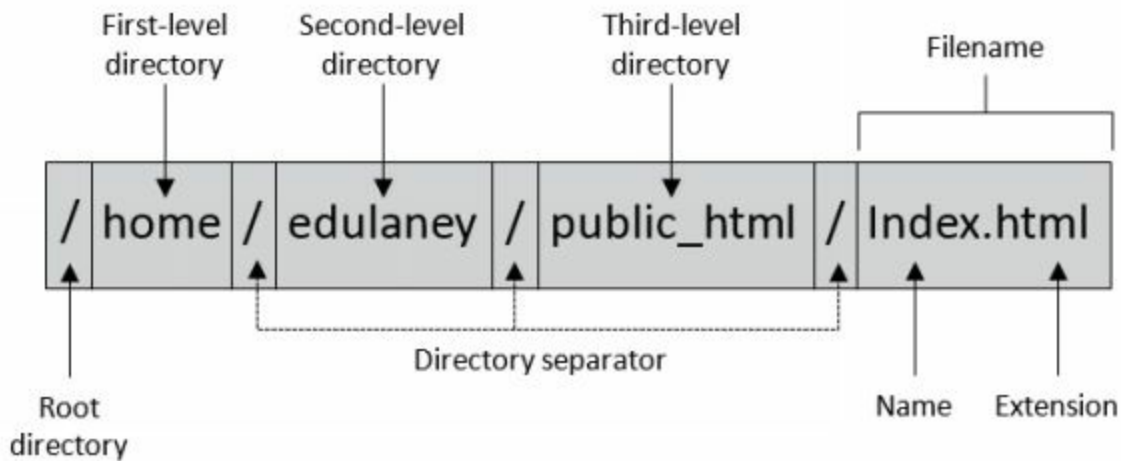 First-level
directory
Second-level
directory
Third-level
directory
Filename
/ home / edulaney / public_html / Index.html
Directory separator
Root
directory
Name
Extension